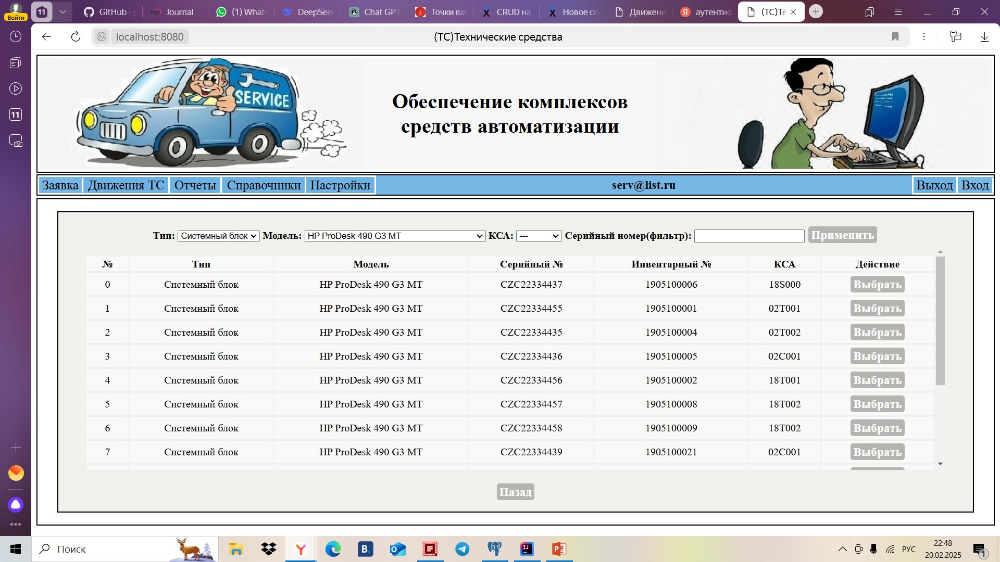 Войти
11
GitHub - р
top Journal
(1) Whats
DeepSeek
Chat GPT
Точки вхо
CRUD на
Новое со
Движени
аутентиф
(ТС)Те
11
localhost:8080
(ТС)Технические средства
SERVICE
Обеспечение комплексов
средств автоматизации
Заявка Движения ТС Отчеты Справочники Настройки serv@list.ru Выход Вход
Тип: Системный блок Модель: HP ProDesk 490 G3 MT КСА: --- Серийный номер(фильтр): Применить
№ Тип Модель Серийный № Инвентарный № КСА Действие
0 Системный блок HP ProDesk 490 G3 MT CZC22334437 1905100006 18S000 Выбрать
1 Системный блок HP ProDesk 490 G3 MT CZC22334455 1905100001 02T001 Выбрать
2 Системный блок HP ProDesk 490 G3 MT CZC22334435 1905100004 02T002 Выбрать
3 Системный блок HP ProDesk 490 G3 MT CZC22334436 1905100005 02C001 Выбрать
4 Системный блок HP ProDesk 490 G3 MT CZC22334456 1905100002 18T001 Выбрать
5 Системный блок HP ProDesk 490 G3 MT CZC22334457 1905100008 18T002 Выбрать
6 Системный блок HP ProDesk 490 G3 MT CZC22334458 1905100009 18T002 Выбрать
7 Системный блок HP ProDesk 490 G3 MT CZC22334439 1905100021 02C001 Выбрать
Назад
Поиск
B.
IJ
РУС
22:48
20.02.2025
1